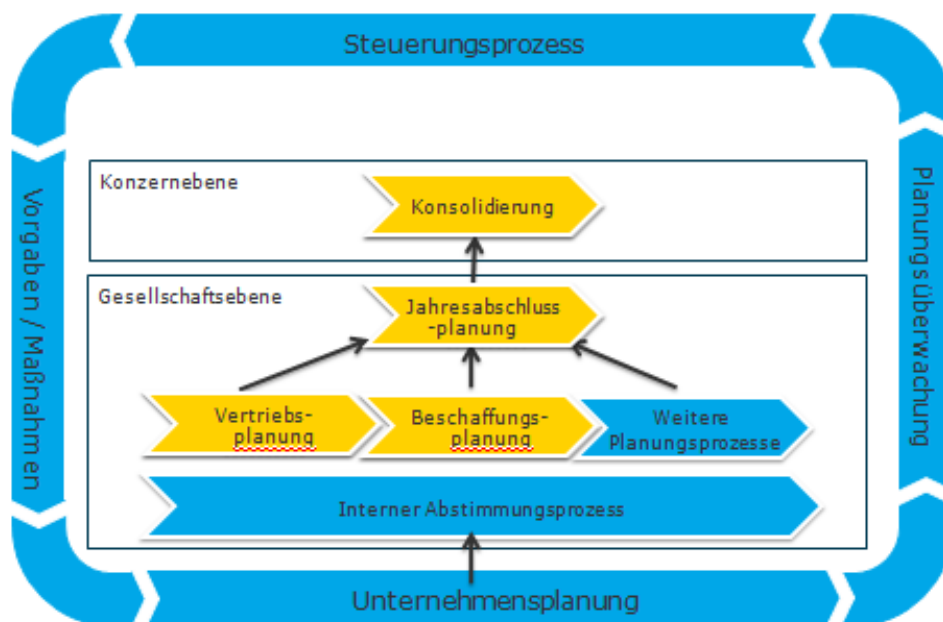 Steuerungsprozess
Vorgaben / Maßnahmen
Planungsüberwachung
Konzernebene
Konsolidierung
Gesellschaftsebene
Jahresabschluss
-planung
Vertriebs-
planung
Beschaffungs-
planung
Weitere
Planungsprozesse
Interner Abstimmungsprozess
Unternehmensplanung